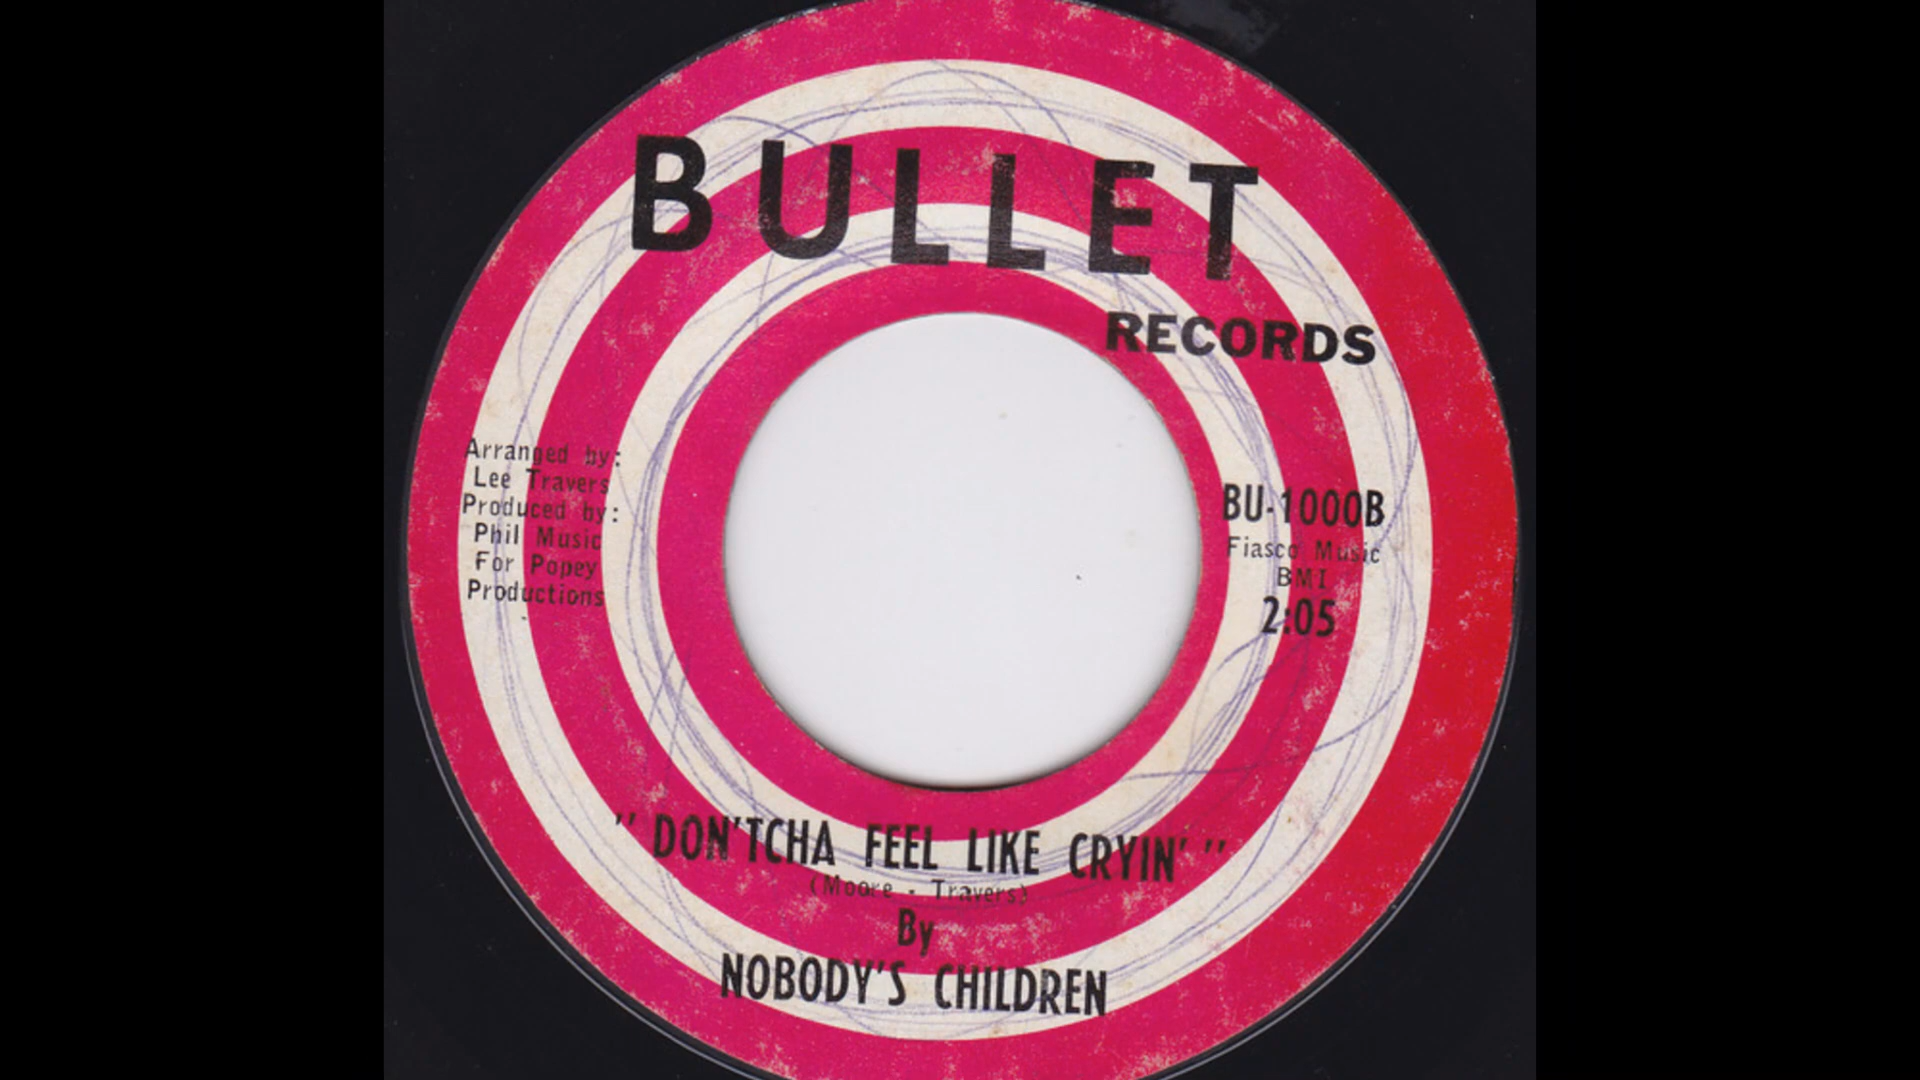 BULLET
RECORDS
Arranged by:
Lee Travers
Produced by:
Phil Music
For Popey
Productions
BU-1000B
Fiasco Music
BMI
2:05
"DON'TCHA FEEL LIKE CRYIN'"
(Moore - Travers)
By
NOBODY'S CHILDREN